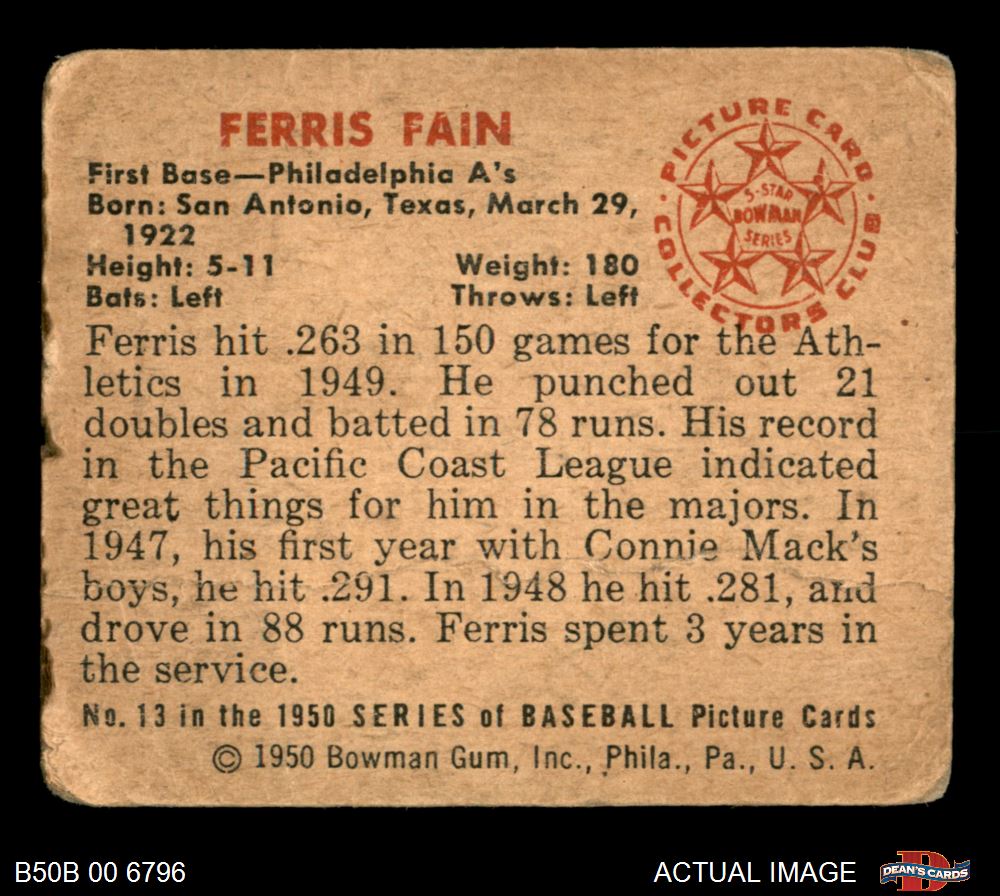 FERRIS FAIN
First Base—Philadelphia A's
Born: San Antonio, Texas, March 29,
1922
Height: 5-11 Weight: 180
Bats: Left Throws: Left
PICTURE CARD
COLLECTORS CLUB
5-STAR
BOWMAN
SERIES
Ferris hit .263 in 150 games for the Ath-
letics in 1949. He punched out 21
doubles and batted in 78 runs. His record
in the Pacific Coast League indicated
great things for him in the majors. In
1947, his first year with Connie Mack's
boys, he hit .291. In 1948 he hit .281, and
drove in 88 runs. Ferris spent 3 years in
the service.
No. 13 in the 1950 SERIES of BASEBALL Picture Cards
© 1950 Bowman Gum, Inc., Phila., Pa., U. S. A.
B50B 00 6796
ACTUAL IMAGE
D
DEAN'S CARDS